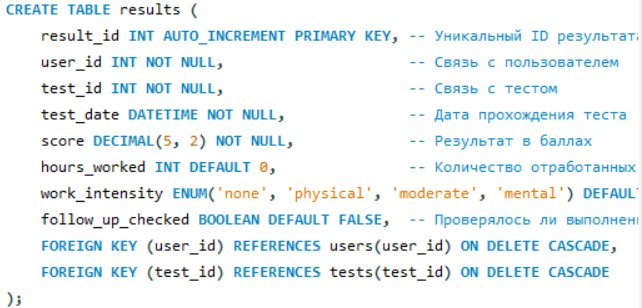 CREATE TABLE results (
    result_id INT AUTO_INCREMENT PRIMARY KEY, -- Уникальный ID результата
    user_id INT NOT NULL,                     -- Связь с пользователем
    test_id INT NOT NULL,                     -- Связь с тестом
    test_date DATETIME NOT NULL,              -- Дата прохождения теста
    score DECIMAL(5, 2) NOT NULL,             -- Результат в баллах
    hours_worked INT DEFAULT 0,               -- Количество отработанных
    work_intensity ENUM('none', 'physical', 'moderate', 'mental') DEFAUL
    follow_up_checked BOOLEAN DEFAULT FALSE,  -- Проверялось ли выполнен
    FOREIGN KEY (user_id) REFERENCES users(user_id) ON DELETE CASCADE,
    FOREIGN KEY (test_id) REFERENCES tests(test_id) ON DELETE CASCADE
);